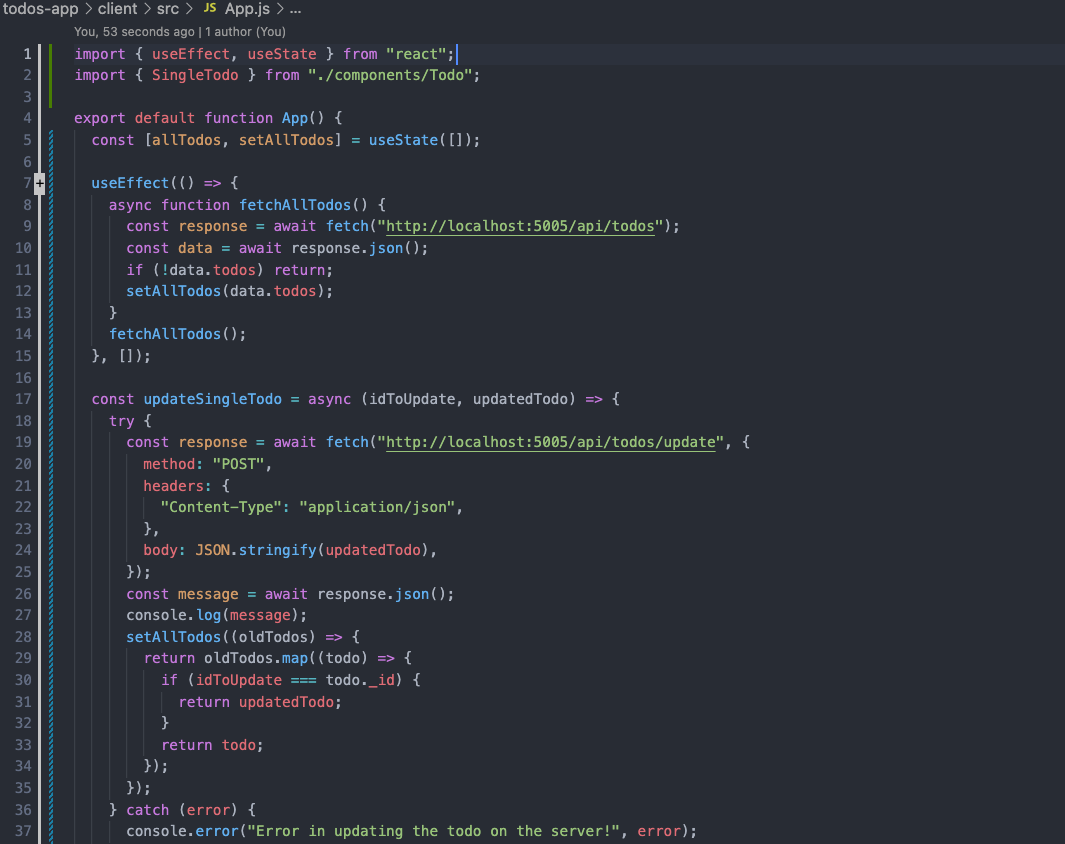 todos-app > client > src > JS App.js > ...
You, 53 seconds ago | 1 author (You)
1 import { useEffect, useState } from "react";
2 import { SingleTodo } from "./components/Todo";
3
4 export default function App() {
5   const [allTodos, setAllTodos] = useState([]);
6
7 +   useEffect(() => {
8     async function fetchAllTodos() {
9       const response = await fetch("http://localhost:5005/api/todos");
10       const data = await response.json();
11       if (!data.todos) return;
12       setAllTodos(data.todos);
13     }
14     fetchAllTodos();
15   }, []);
16
17   const updateSingleTodo = async (idToUpdate, updatedTodo) => {
18     try {
19       const response = await fetch("http://localhost:5005/api/todos/update", {
20         method: "POST",
21         headers: {
22           "Content-Type": "application/json",
23         },
24         body: JSON.stringify(updatedTodo),
25       });
26       const message = await response.json();
27       console.log(message);
28       setAllTodos((oldTodos) => {
29         return oldTodos.map((todo) => {
30           if (idToUpdate === todo._id) {
31             return updatedTodo;
32           }
33           return todo;
34         });
35       });
36     } catch (error) {
37       console.error("Error in updating the todo on the server!", error);